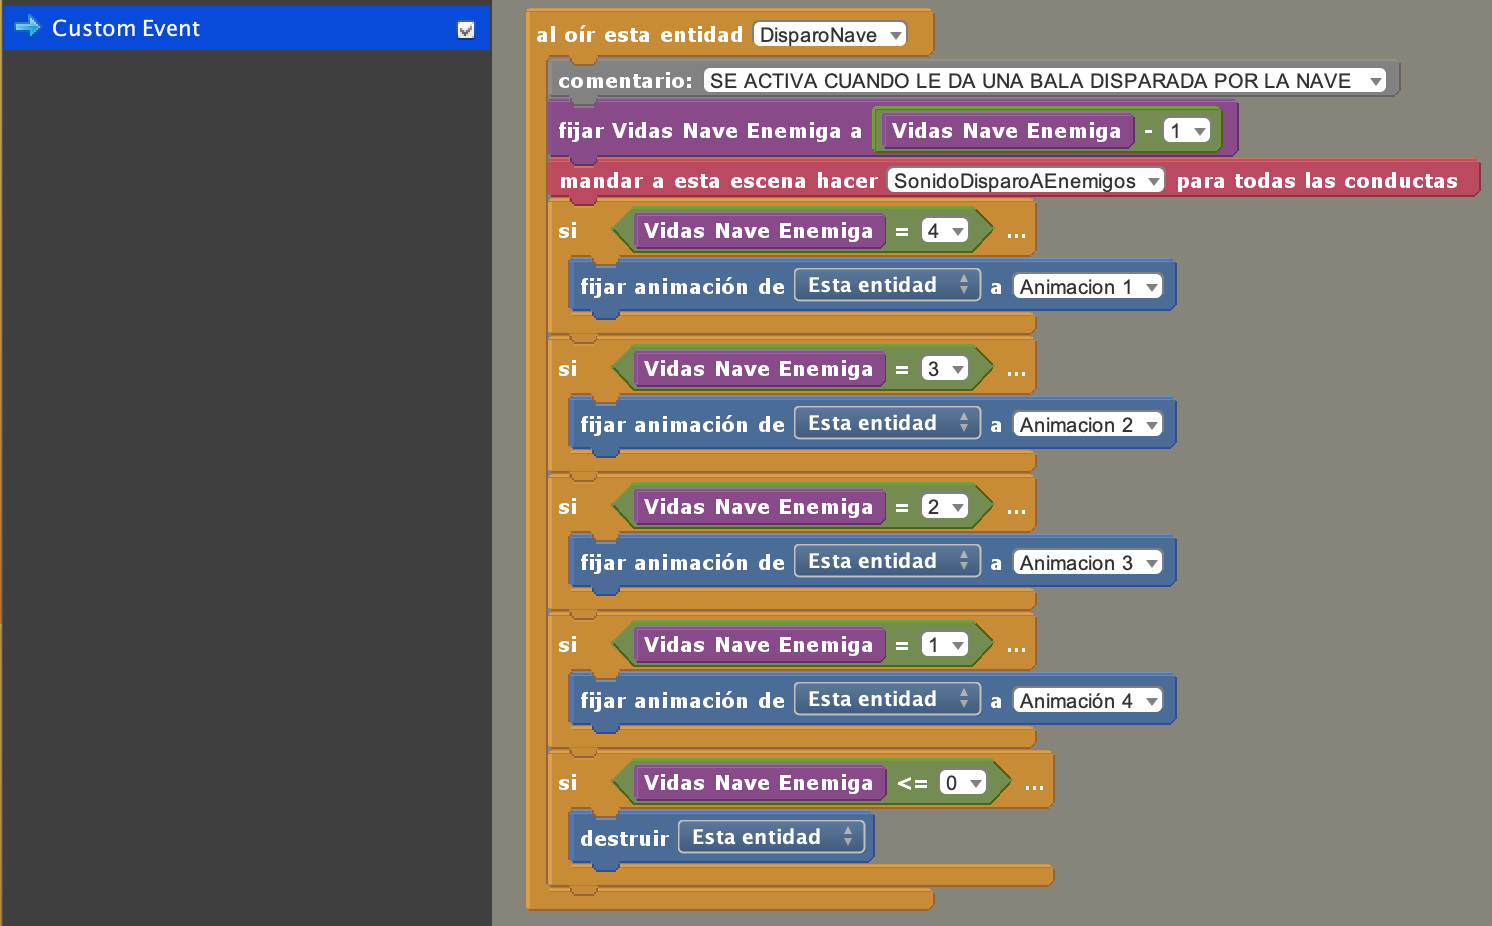 Custom Event
al oír esta entidad DisparoNave
comentario: SE ACTIVA CUANDO LE DA UNA BALA DISPARADA POR LA NAVE
fijar Vidas Nave Enemiga a Vidas Nave Enemiga - 1
mandar a esta escena hacer SonidoDisparoAEnemigos para todas las conductas
si Vidas Nave Enemiga = 4 ...
fijar animación de Esta entidad a Animacion 1
si Vidas Nave Enemiga = 3 ...
fijar animación de Esta entidad a Animacion 2
si Vidas Nave Enemiga = 2 ...
fijar animación de Esta entidad a Animacion 3
si Vidas Nave Enemiga = 1 ...
fijar animación de Esta entidad a Animación 4
si Vidas Nave Enemiga <= 0 ...
destruir Esta entidad